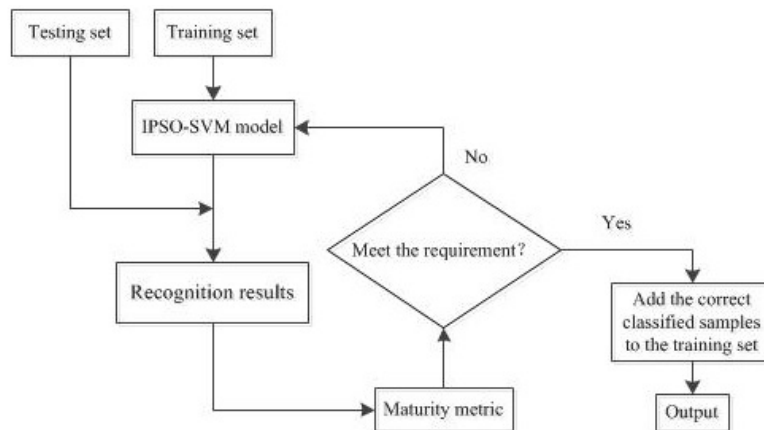 Testing set
Training set
IPSO-SVM model
No
Yes
Meet the requirement?
Recognition results
Add the correct
classified samples
to the training set
Maturity metric
Output